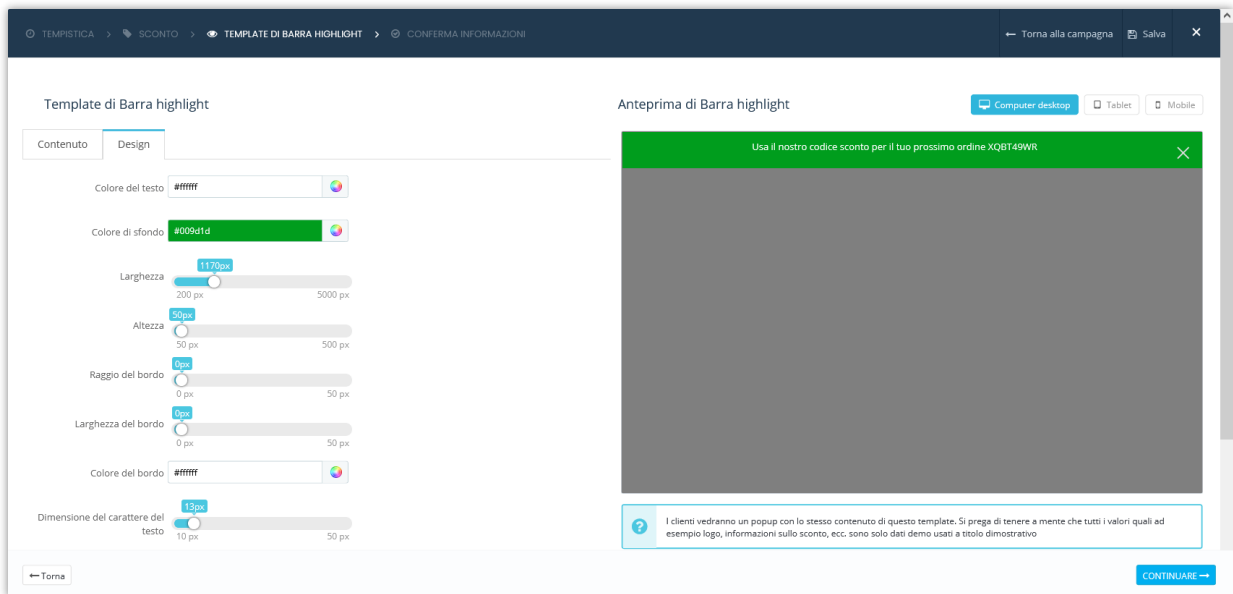 TEMPISTICA > SCONTO > TEMPLATE DI BARRA HIGHLIGHT > CONFERMA INFORMAZIONI
← Torna alla campagna Salva ×
Template di Barra highlight
Contenuto Design
Colore del testo #ffffff
Colore di sfondo #009d1d
1170px
Larghezza
200 px 5000 px
50px
Altezza
50 px 500 px
0px
Raggio del bordo
0 px 50 px
0px
Larghezza del bordo
0 px 50 px
Colore del bordo #ffffff
13px
Dimensione del carattere del
testo
10 px 50 px
Anteprima di Barra highlight
Computer desktop Tablet Mobile
Usa il nostro codice sconto per il tuo prossimo ordine XQBT49WR
? I clienti vedranno un popup con lo stesso contenuto di questo template. Si prega di tenere a mente che tutti i valori quali ad
esempio logo, informazioni sullo sconto, ecc. sono solo dati demo usati a titolo dimostrativo
← Torna
CONTINUARE →